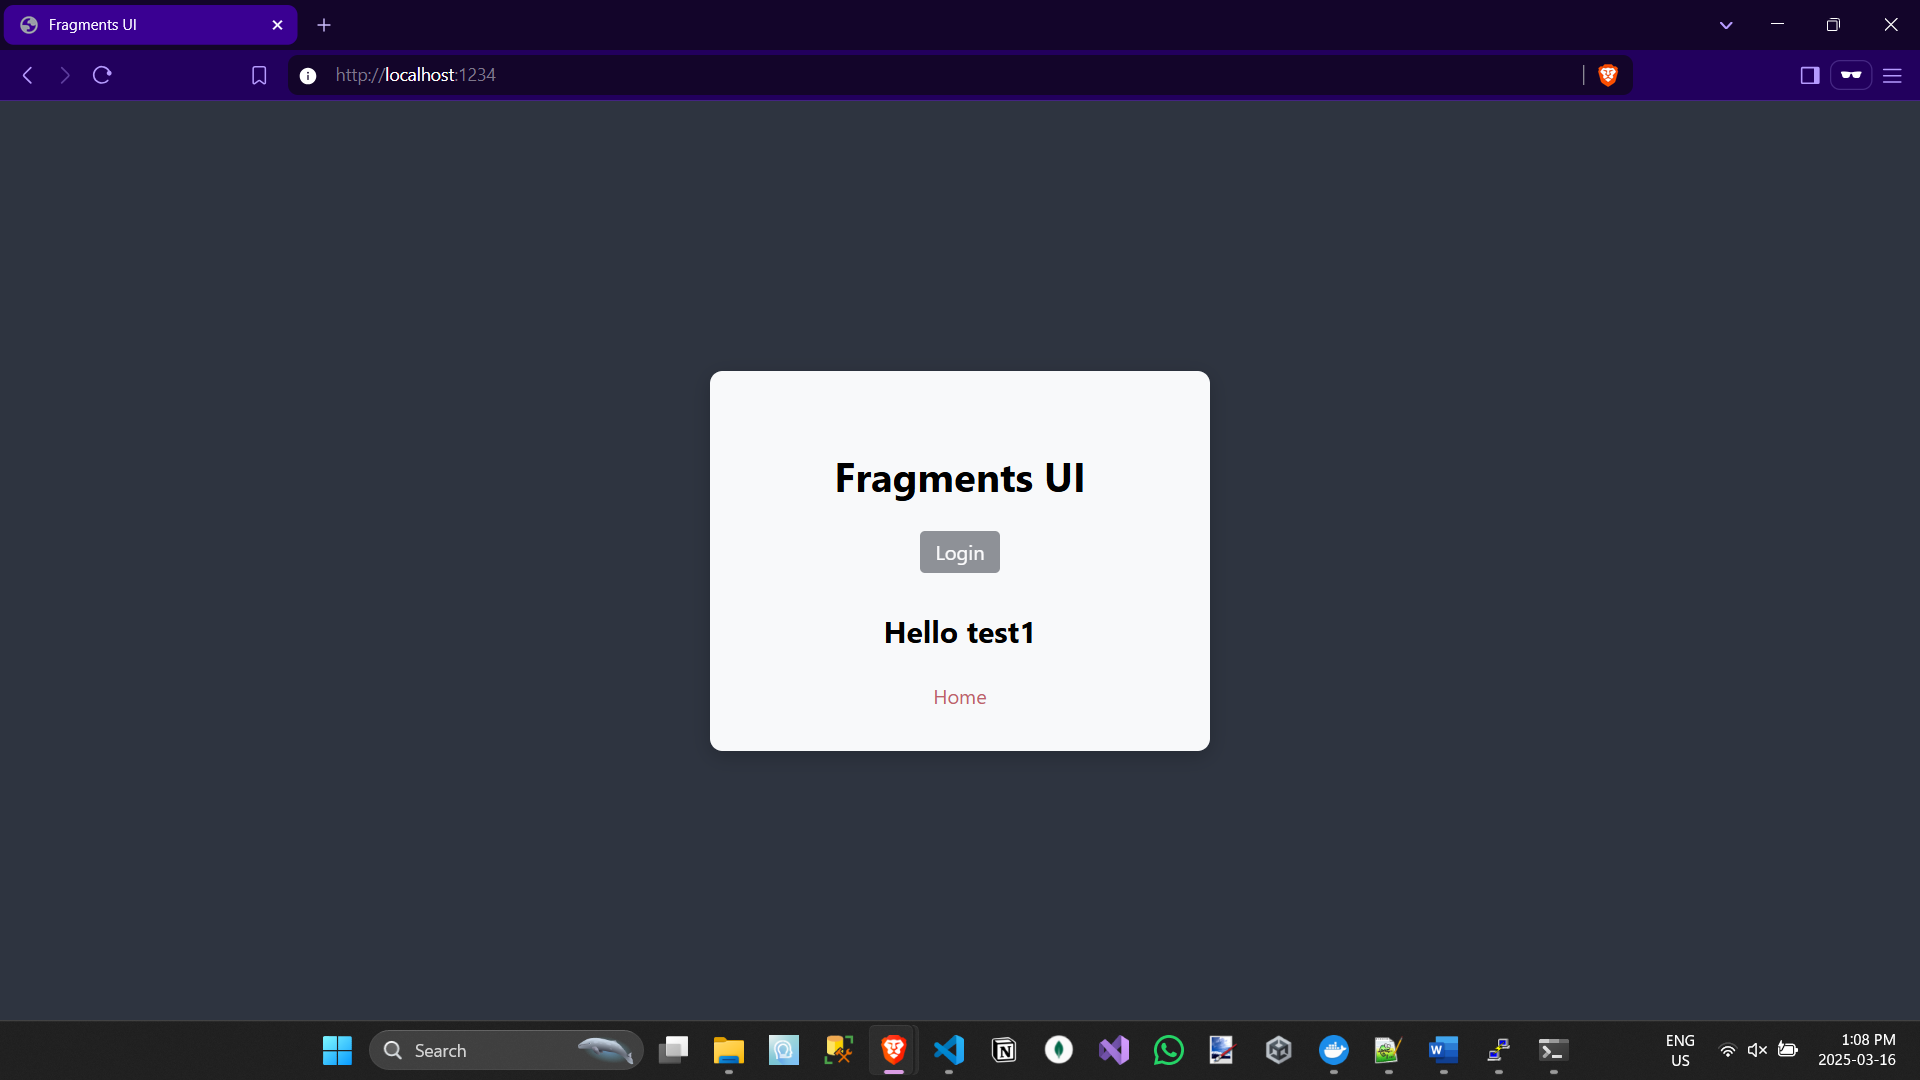 Fragments UI
http://localhost:1234
Fragments UI
Login
Hello test1
Home
Search
ENG
US
1:08 PM
2025-03-16